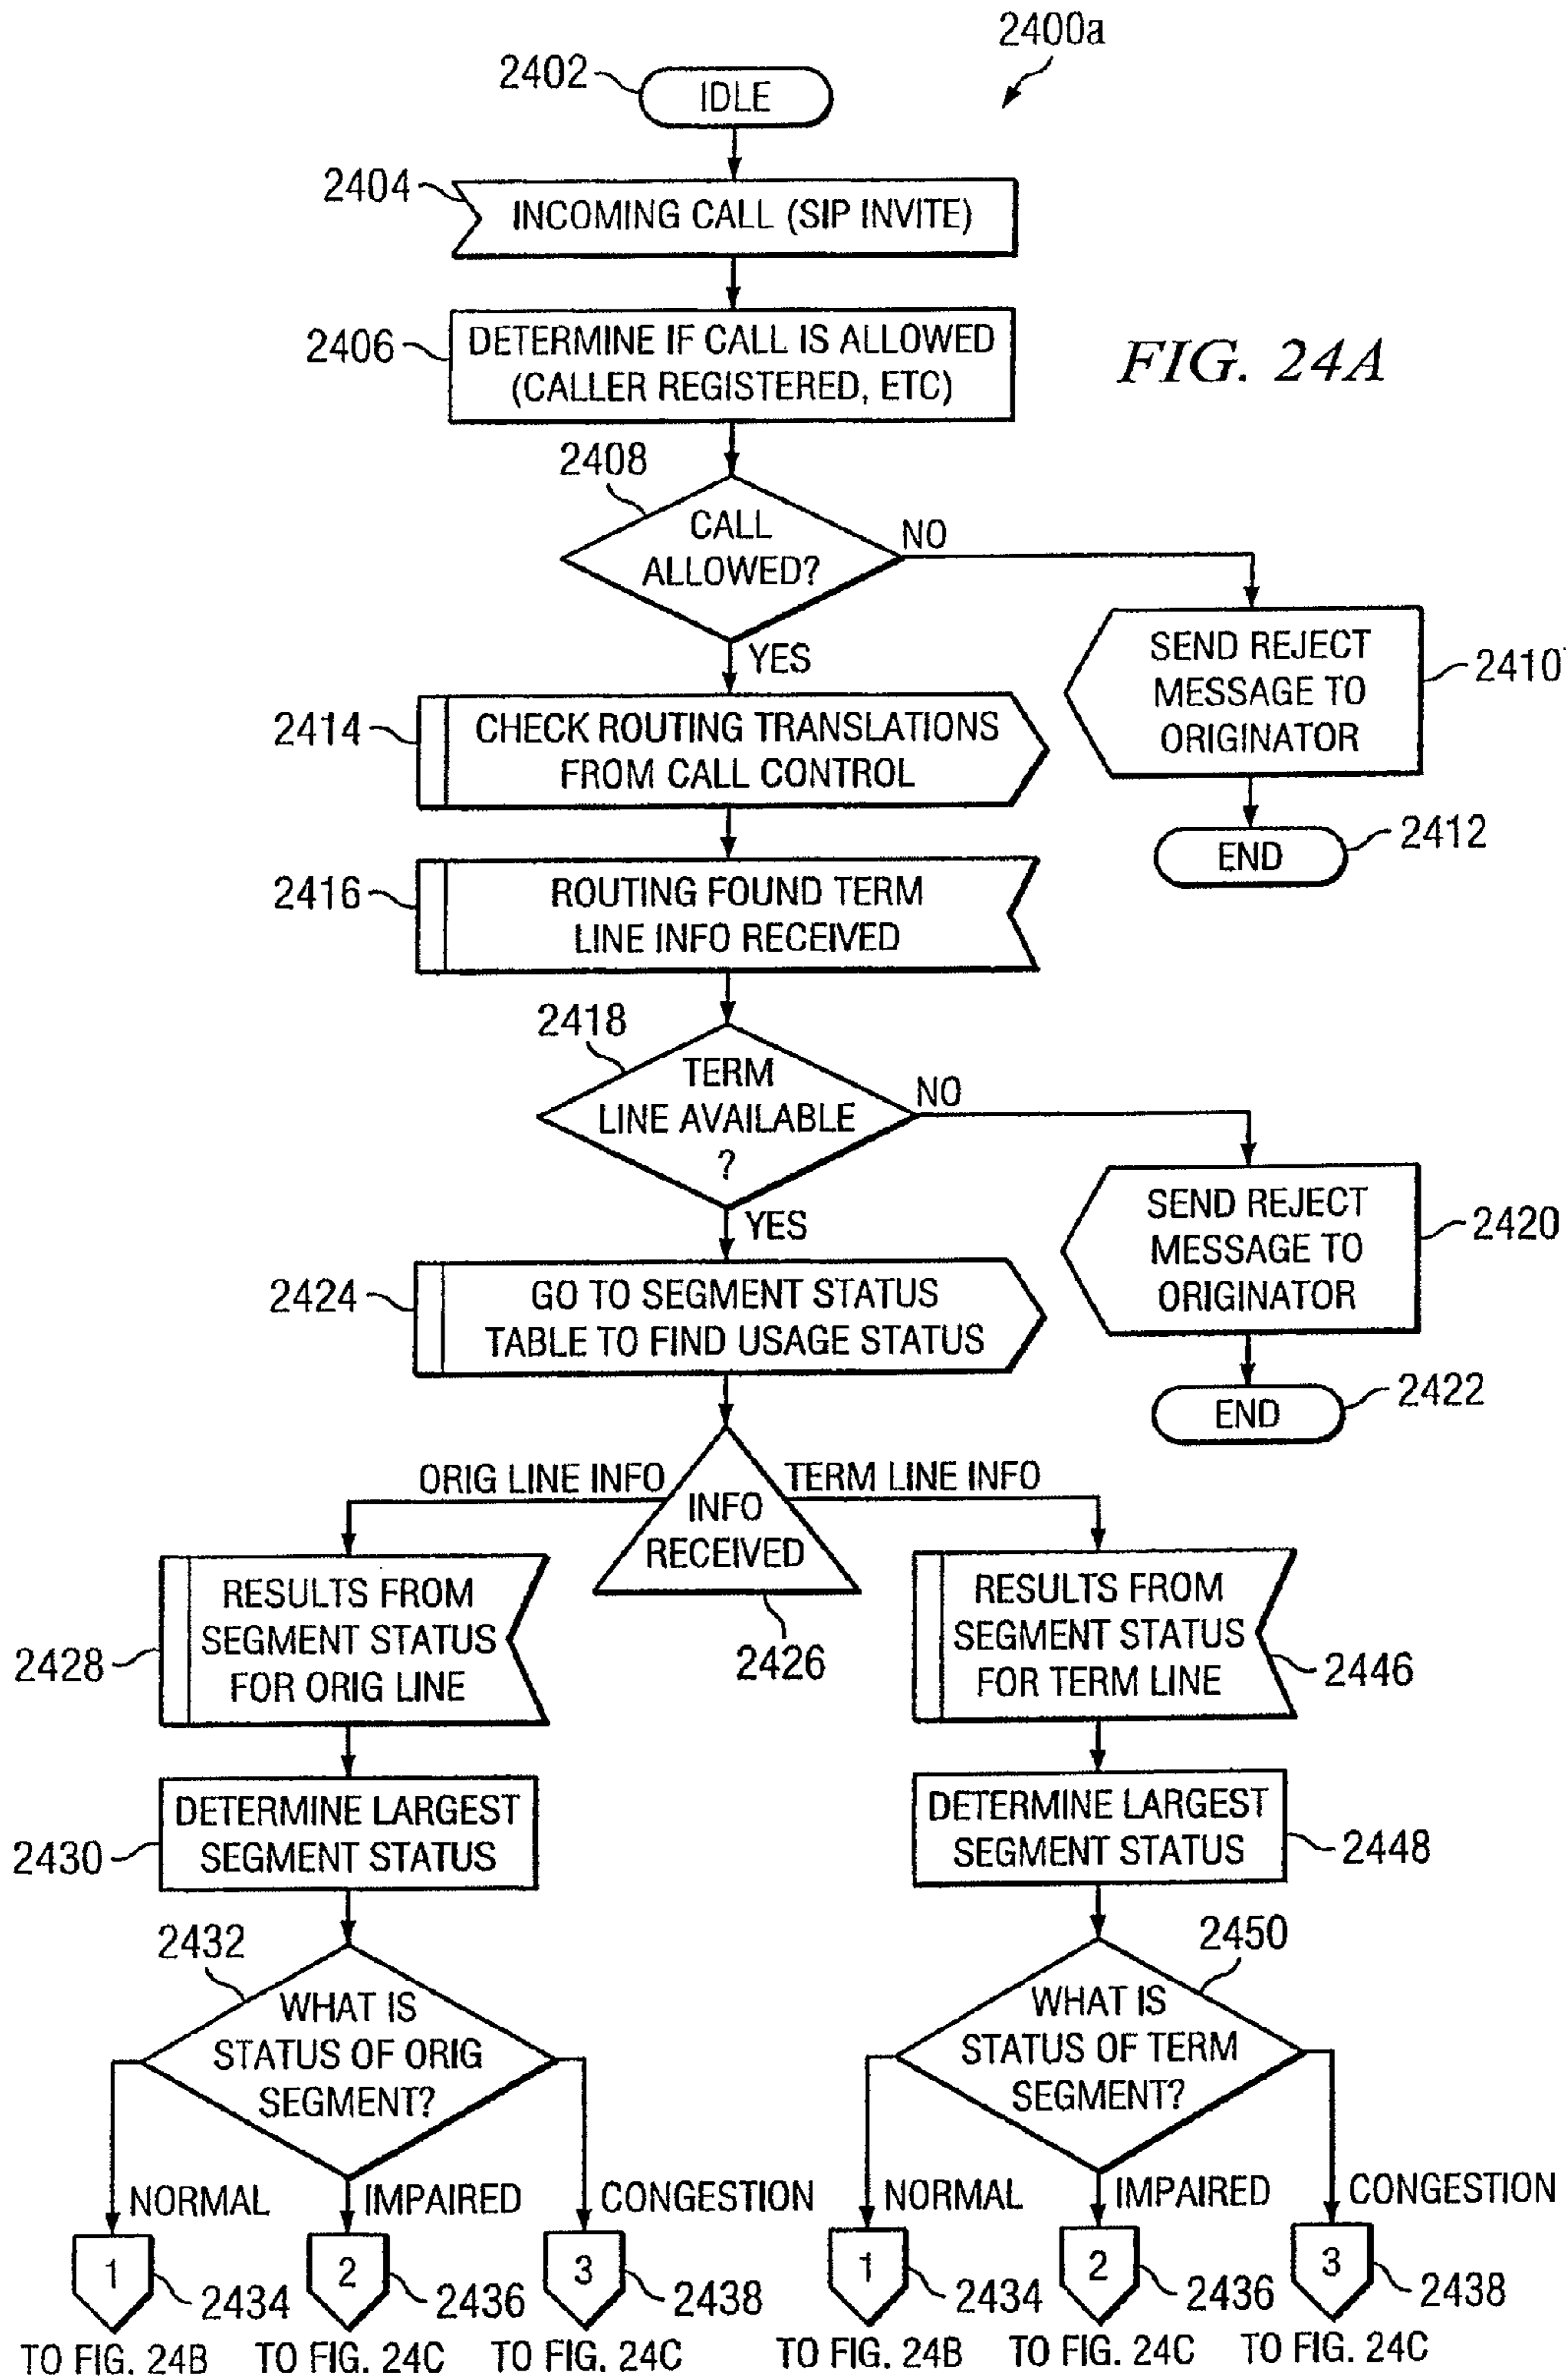 2400a
2402
IDLE
2404
INCOMING CALL (SIP INVITE)
2406
DETERMINE IF CALL IS ALLOWED
(CALLER REGISTERED, ETC)
FIG. 24A
2408
CALL
ALLOWED?
NO
YES
SEND REJECT
MESSAGE TO
ORIGINATOR
2410
2414
CHECK ROUTING TRANSLATIONS
FROM CALL CONTROL
END
2412
2416
ROUTING FOUND TERM
LINE INFO RECEIVED
2418
TERM
LINE AVAILABLE
?
NO
YES
SEND REJECT
MESSAGE TO
ORIGINATOR
2420
2424
GO TO SEGMENT STATUS
TABLE TO FIND USAGE STATUS
END
2422
ORIG LINE INFO
TERM LINE INFO
INFO
RECEIVED
2426
RESULTS FROM
SEGMENT STATUS
FOR ORIG LINE
2428
RESULTS FROM
SEGMENT STATUS
FOR TERM LINE
2446
DETERMINE LARGEST
SEGMENT STATUS
2430
DETERMINE LARGEST
SEGMENT STATUS
2448
2432
WHAT IS
STATUS OF ORIG
SEGMENT?
2450
WHAT IS
STATUS OF TERM
SEGMENT?
NORMAL
IMPAIRED
CONGESTION
NORMAL
IMPAIRED
CONGESTION
1
2434
2
2436
3
2438
1
2434
2
2436
3
2438
TO FIG. 24B
TO FIG. 24C
TO FIG. 24C
TO FIG. 24B
TO FIG. 24C
TO FIG. 24C